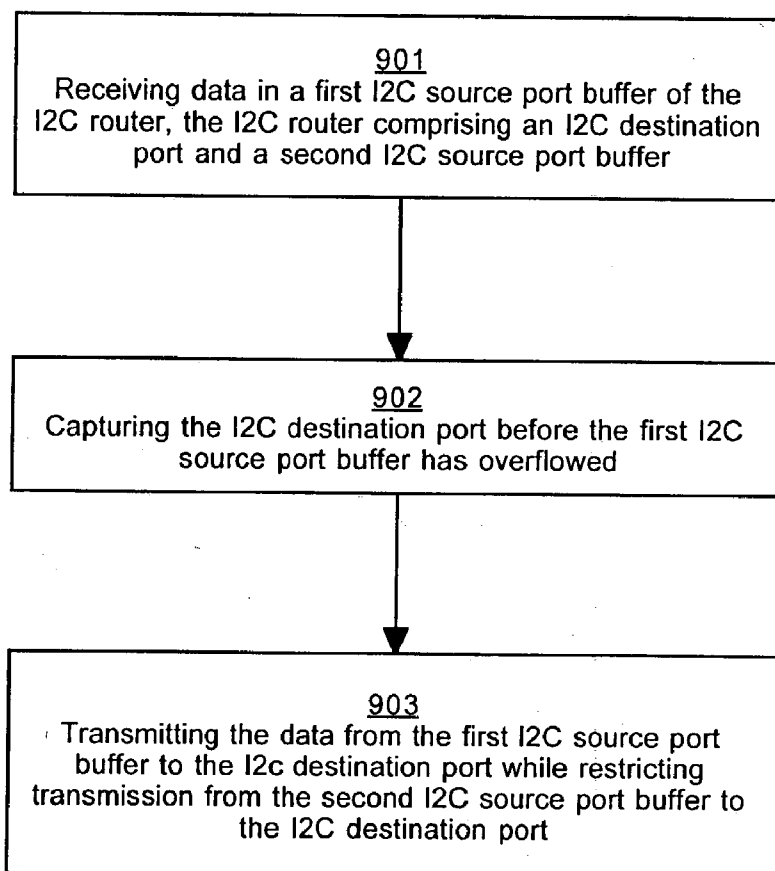 901
Receiving data in a first I2C source port buffer of the
I2C router, the I2C router comprising an I2C destination
port and a second I2C source port buffer
902
Capturing the I2C destination port before the first I2C
source port buffer has overflowed
903
Transmitting the data from the first I2C source port
buffer to the I2c destination port while restricting
transmission from the second I2C source port buffer to
the I2C destination port